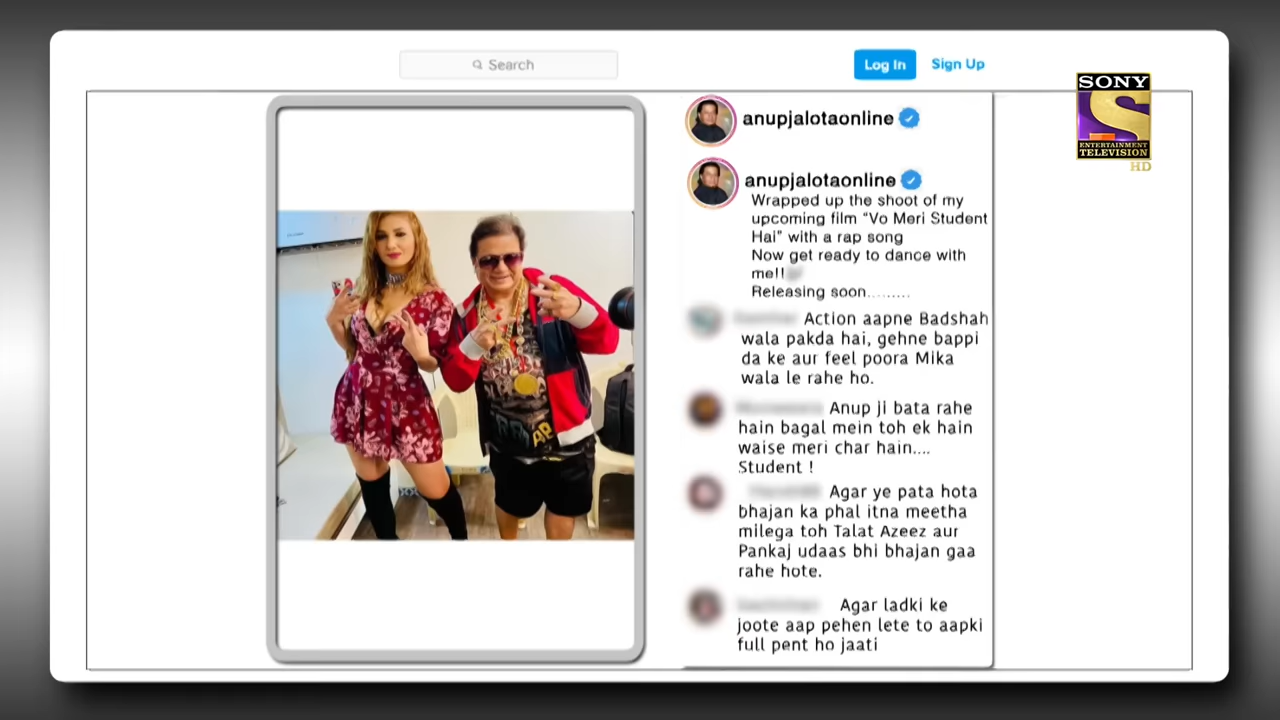 Search
Log In
Sign Up
SONY
ENTERTAINMENT
TELEVISION
HD
anupjalotaonline
anupjalotaonline
Wrapped up the shoot of my
upcoming film “Vo Meri Student
Hai” with a rap song
Now get ready to dance with
me!!
Releasing soon.........
Action aapne Badshah
wala pakda hai, gehne bappi
da ke aur feel poora Mika
wala le rahe ho.
Anup ji bata rahe
hain bagal mein toh ek hain
waise meri char hain....
Student !
Agar ye pata hota
bhajan ka phal itna meetha
milega toh Talat Azeez aur
Pankaj udaas bhi bhajan gaa
rahe hote.
Agar ladki ke
joote aap pehen lete to aapki
full pent ho jaati